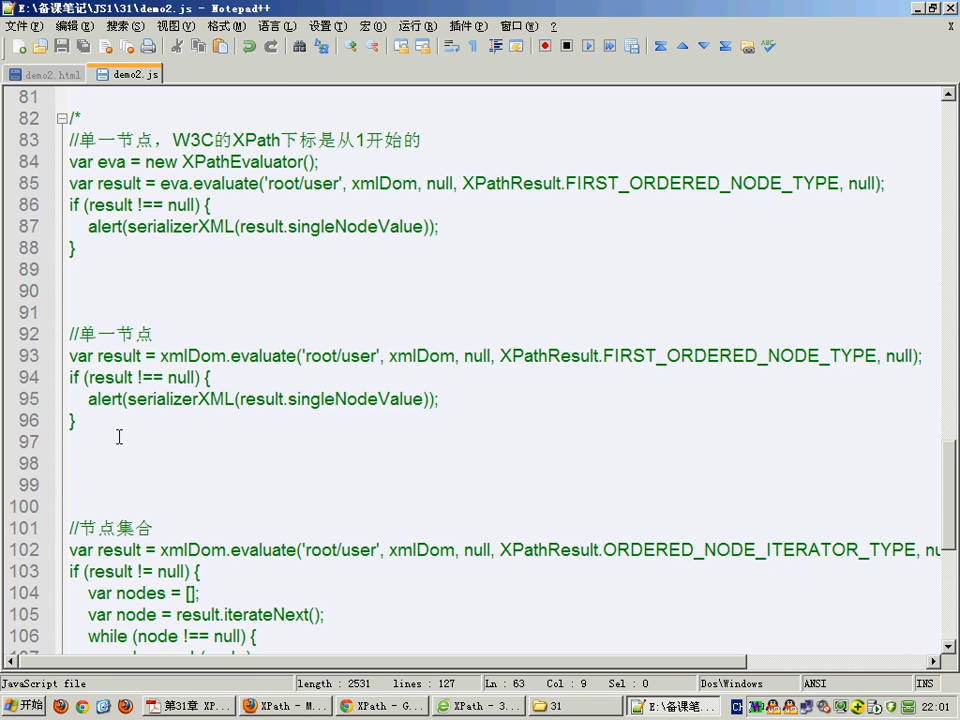 E:\备课笔记\JS1\31\demo2.js - Notepad++
文件(F) 编辑(E) 搜索(S) 视图(V) 格式(M) 语言(L) 设置(T) 宏(O) 运行(R) 插件(P) 窗口(W) ? X
demo2.html demo2.js
81
82 /*
83 //单一节点，W3C的XPath下标是从1开始的
84 var eva = new XPathEvaluator();
85 var result = eva.evaluate('root/user', xmlDom, null, XPathResult.FIRST_ORDERED_NODE_TYPE, null);
86 if (result !== null) {
87 alert(serializerXML(result.singleNodeValue));
88 }
89
90
91
92 //单一节点
93 var result = xmlDom.evaluate('root/user', xmlDom, null, XPathResult.FIRST_ORDERED_NODE_TYPE, null);
94 if (result !== null) {
95 alert(serializerXML(result.singleNodeValue));
96 }
97
98
99
100
101 //节点集合
102 var result = xmlDom.evaluate('root/user', xmlDom, null, XPathResult.ORDERED_NODE_ITERATOR_TYPE, nu
103 if (result != null) {
104 var nodes = [];
105 var node = result.iterateNext();
106 while (node !== null) {
JavaScript file length : 2531 lines : 127 Ln : 63 Col : 9 Sel : 0 Dos\Windows ANSI INS
开始 第31章 XP... XPath - M... XPath - G... XPath - 3... 31 E:\备课笔... CH 22:01